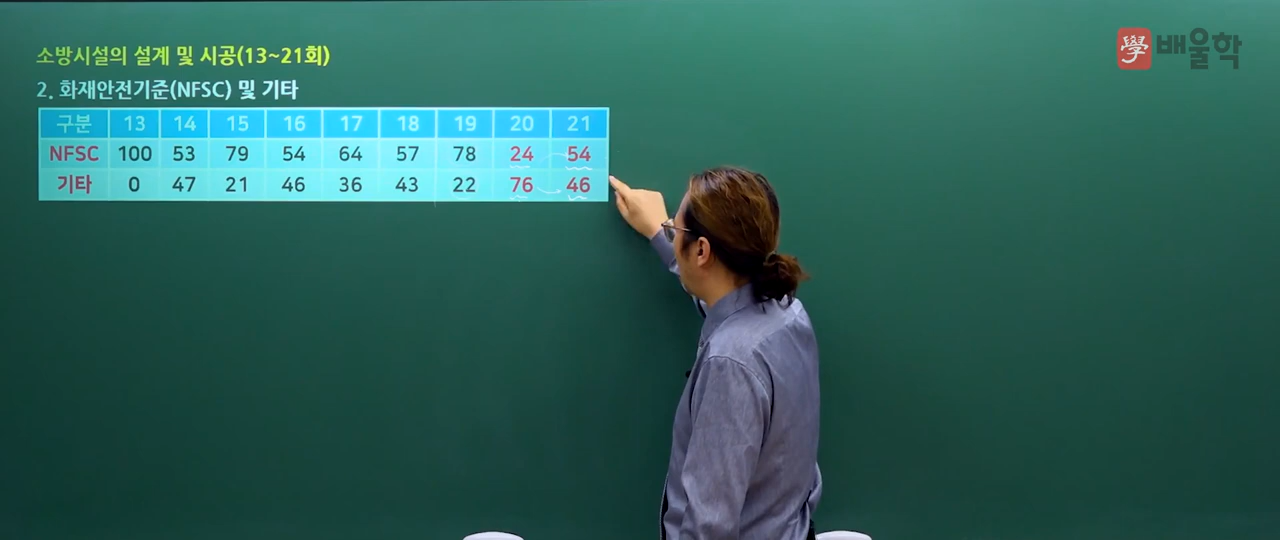 소방시설의 설계 및 시공(13~21회)
學 배울학
2. 화재안전기준(NFSC) 및 기타
구분 13 14 15 16 17 18 19 20 21
NFSC 100 53 79 54 64 57 78 24 54
기타 0 47 21 46 36 43 22 76 46